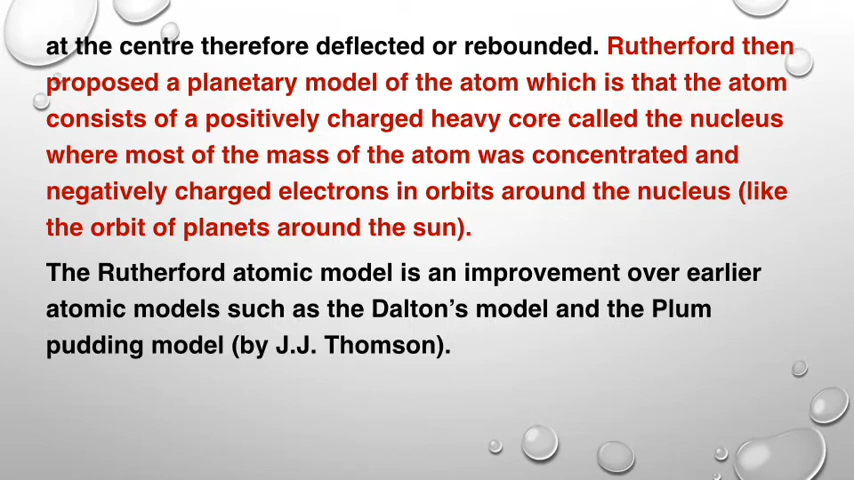 at the centre therefore deflected or rebounded. Rutherford then
proposed a planetary model of the atom which is that the atom
consists of a positively charged heavy core called the nucleus
where most of the mass of the atom was concentrated and
negatively charged electrons in orbits around the nucleus (like
the orbit of planets around the sun).
The Rutherford atomic model is an improvement over earlier
atomic models such as the Dalton’s model and the Plum
pudding model (by J.J. Thomson).